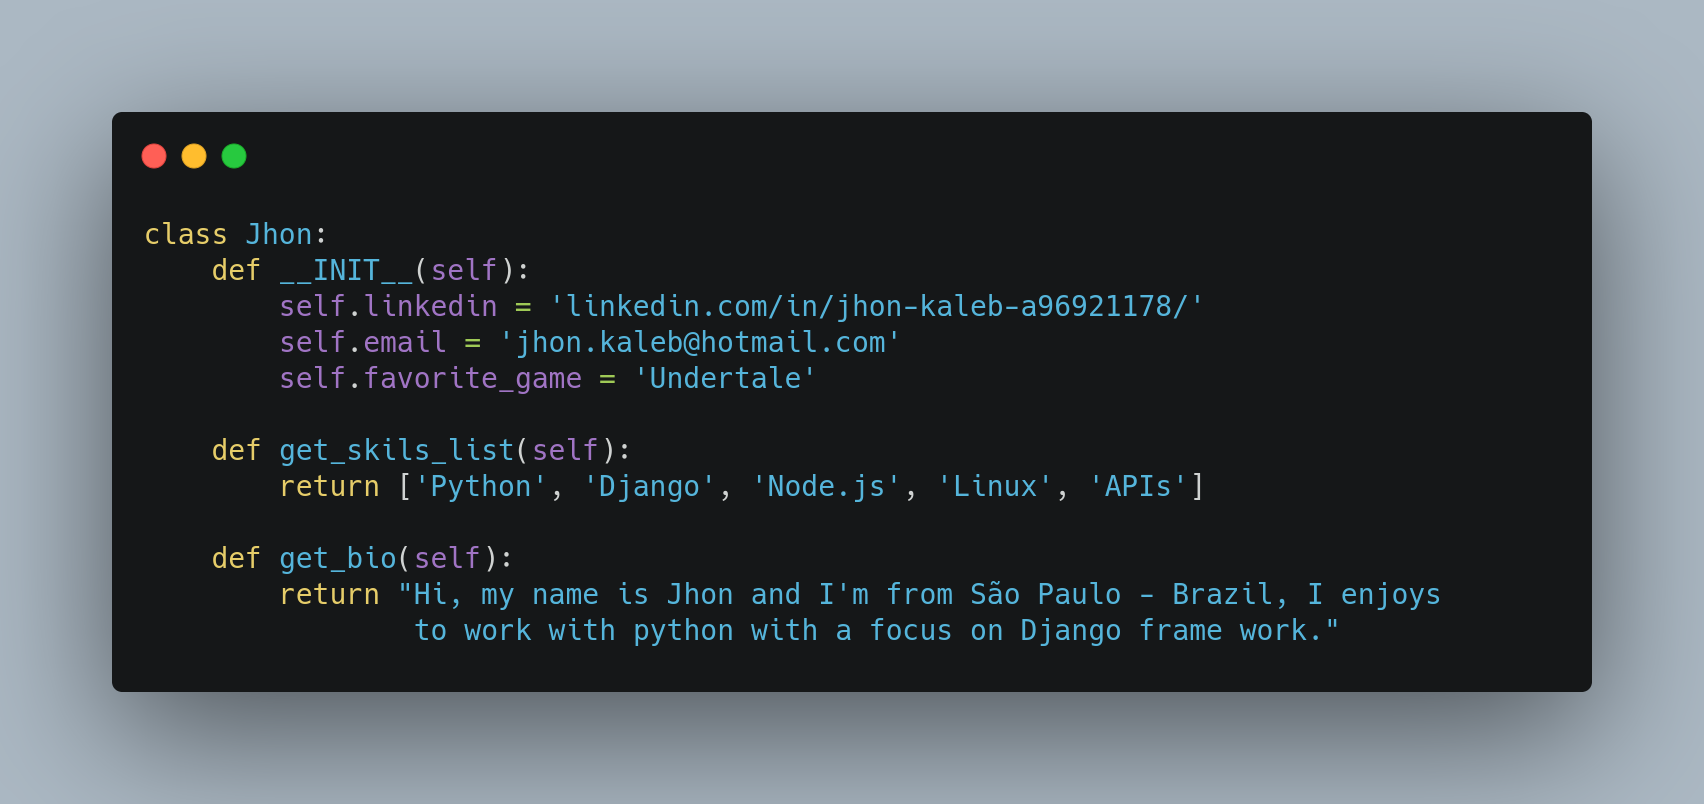 class Jhon:
    def __INIT__(self):
        self.linkedin = 'linkedin.com/in/jhon-kaleb-a96921178/'
        self.email = 'jhon.kaleb@hotmail.com'
        self.favorite_game = 'Undertale'

    def get_skils_list(self):
        return ['Python', 'Django', 'Node.js', 'Linux', 'APIs']

    def get_bio(self):
        return "Hi, my name is Jhon and I'm from São Paulo - Brazil, I enjoys
                to work with python with a focus on Django frame work."